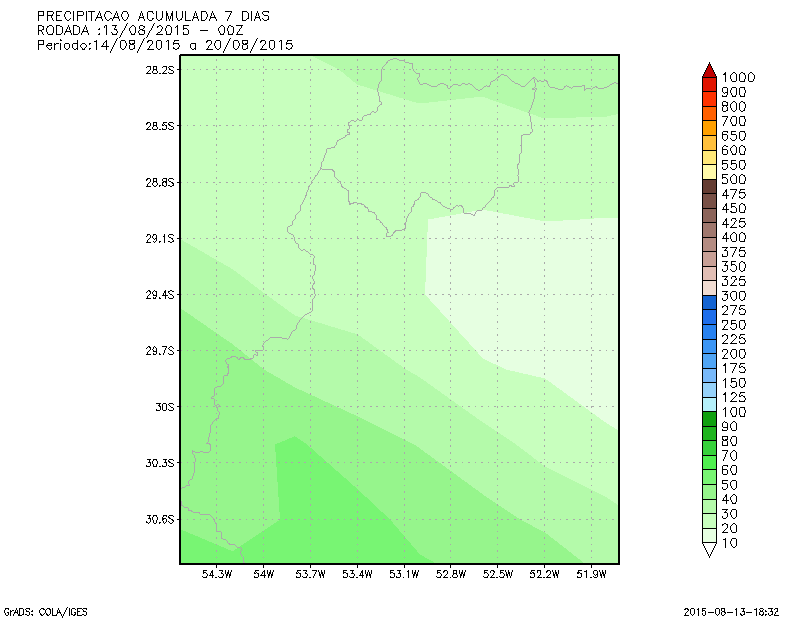 PRECIPITACAO ACUMULADA 7 DIAS
RODADA :13/08/2015 - 00Z
Periodo:14/08/2015 a 20/08/2015
28.2S
28.5S
28.8S
29.1S
29.4S
29.7S
30S
30.3S
30.6S
54.3W 54W 53.7W 53.4W 53.1W 52.8W 52.5W 52.2W 51.9W
1000
900
800
700
650
600
550
500
475
450
425
400
375
350
325
300
275
250
225
200
175
150
125
100
90
80
70
60
50
40
30
20
10
GrADS: COLA/IGES
2015-08-13-18:32